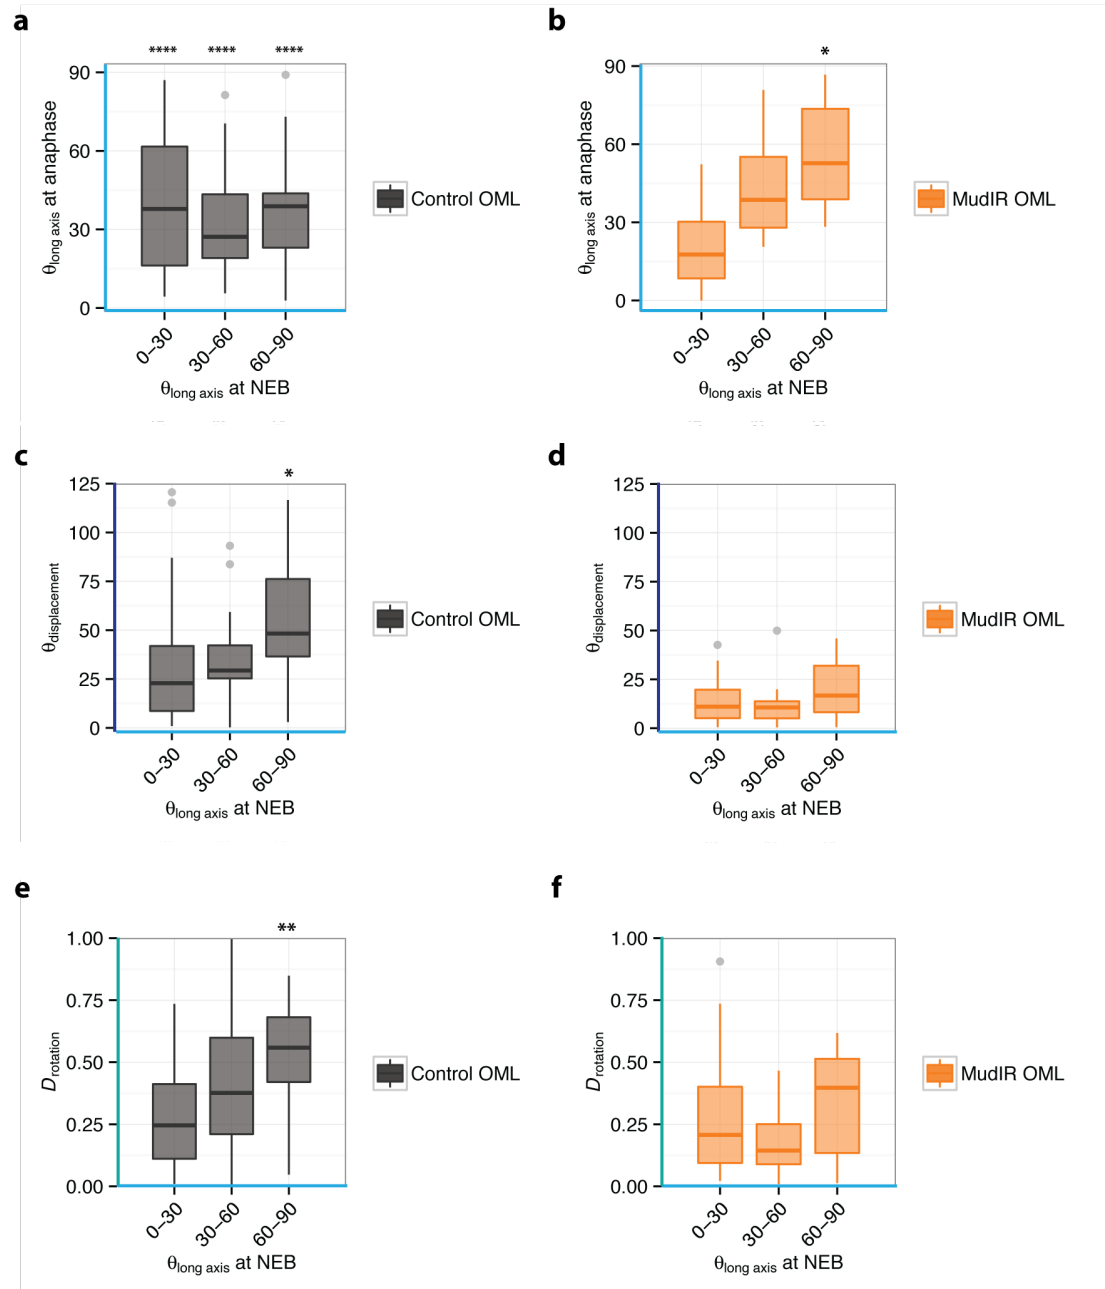 a
**** **** ****
90
60
30
0
θlong axis at anaphase
0–30
30–60
60–90
θlong axis at NEB
Control OML
b
*
90
60
30
0
θlong axis at anaphase
0–30
30–60
60–90
θlong axis at NEB
MudIR OML
c
*
125
100
75
50
25
0
θdisplacement
0–30
30–60
60–90
θlong axis at NEB
Control OML
d
125
100
75
50
25
0
θdisplacement
0–30
30–60
60–90
θlong axis at NEB
MudIR OML
e
**
1.00
0.75
0.50
0.25
0.00
Drotation
0–30
30–60
60–90
θlong axis at NEB
Control OML
f
1.00
0.75
0.50
0.25
0.00
Drotation
0–30
30–60
60–90
θlong axis at NEB
MudIR OML